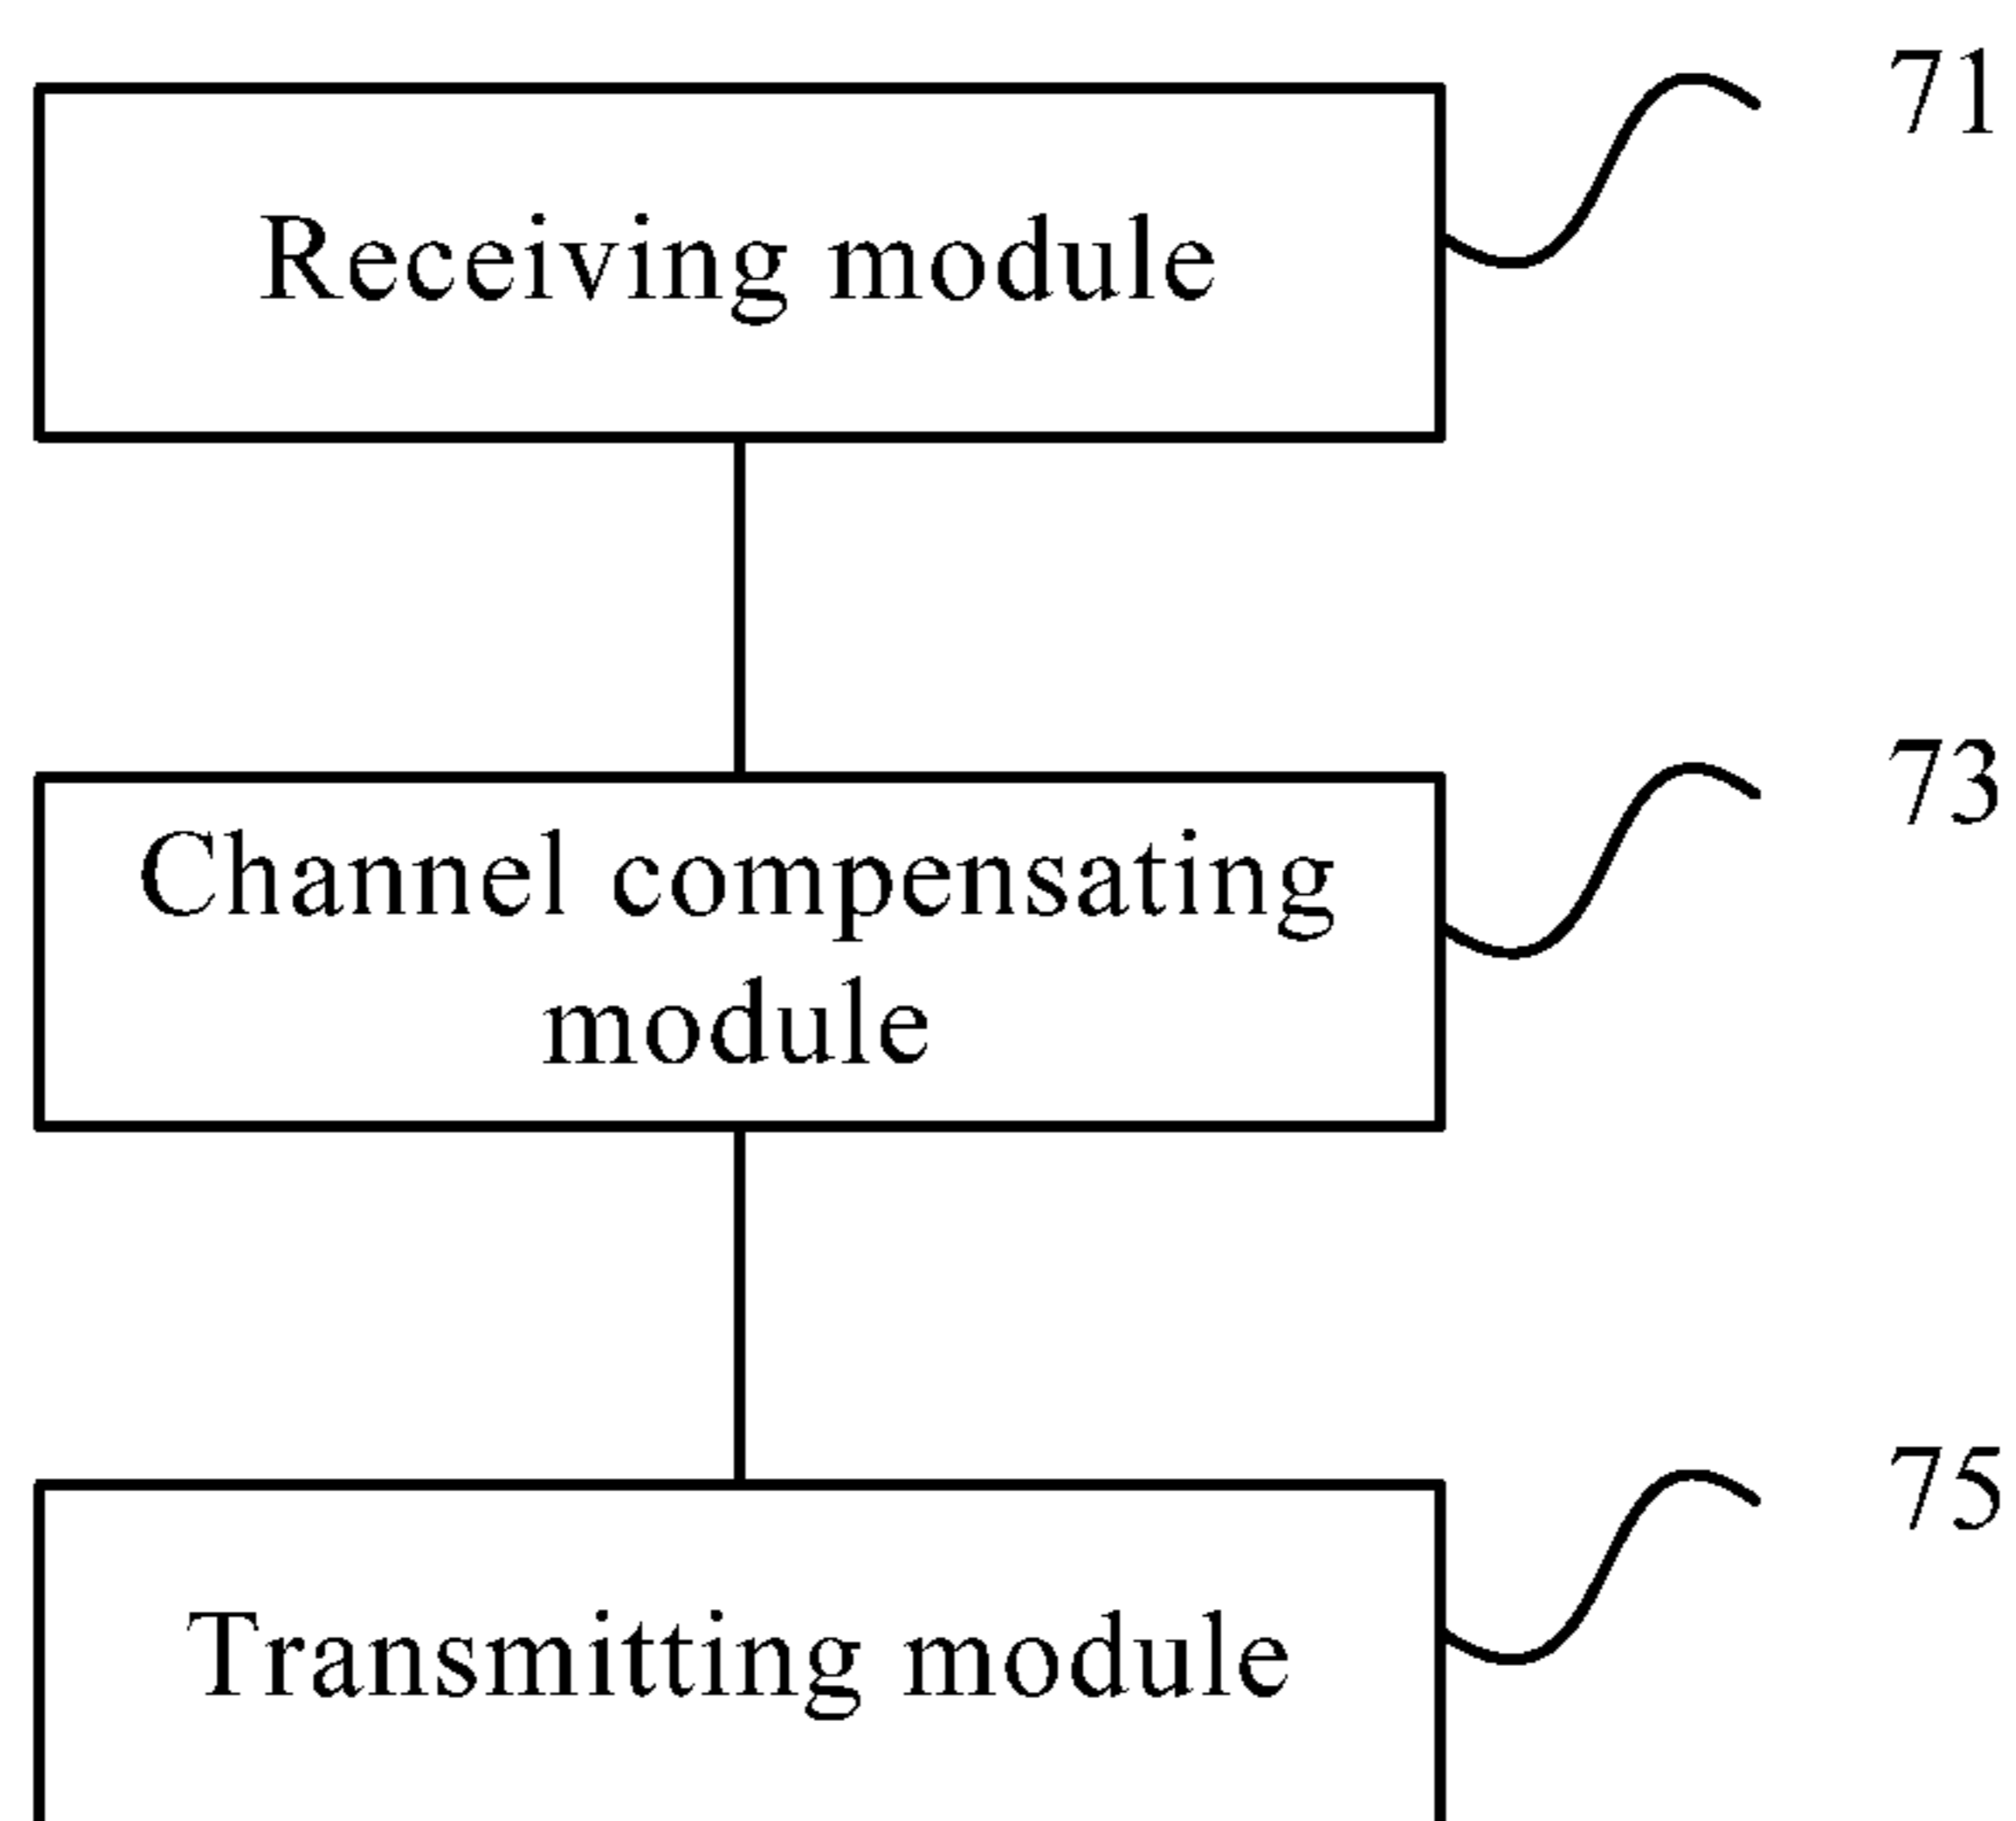 71
Receiving module
73
Channel compensating
module
75
Transmitting module